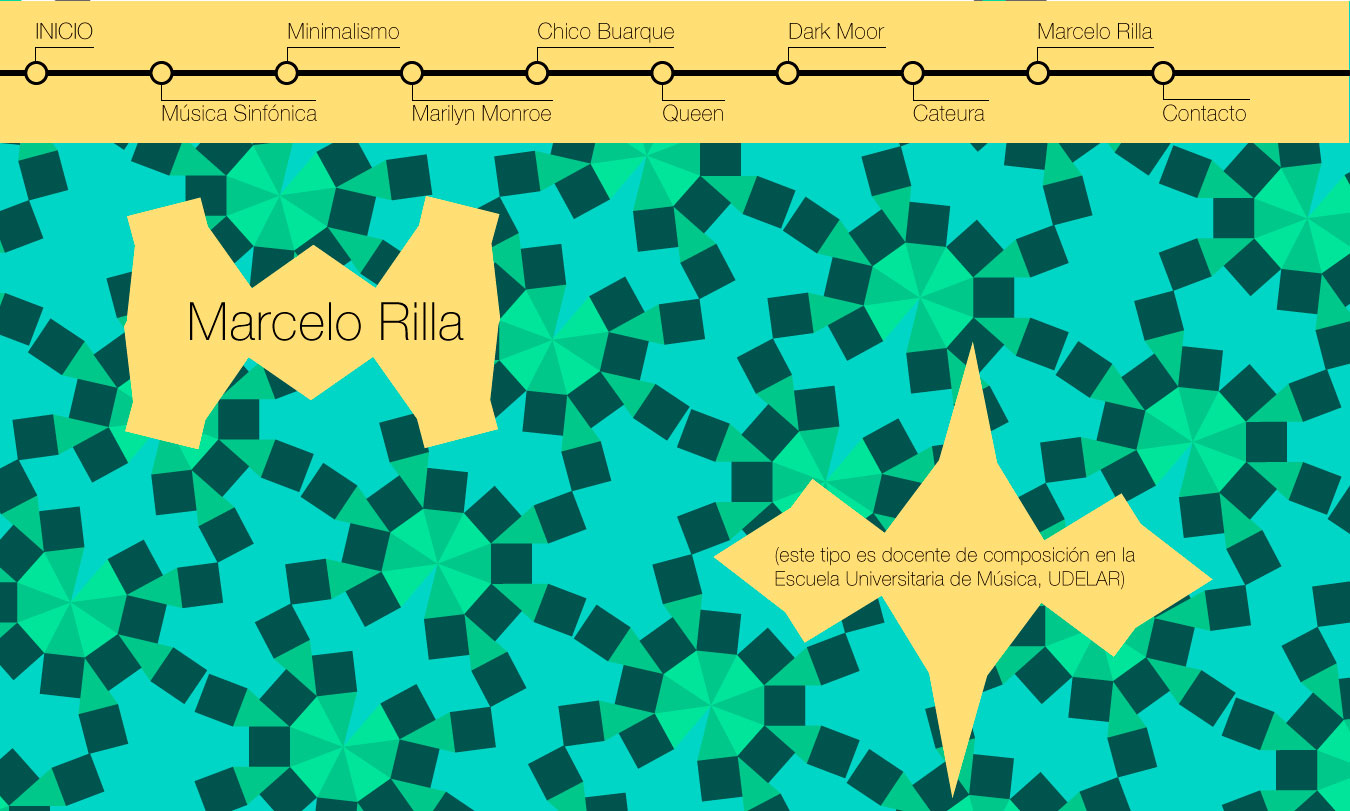 INICIO
Minimalismo
Chico Buarque
Dark Moor
Marcelo Rilla
Música Sinfónica
Marilyn Monroe
Queen
Cateura
Contacto
Marcelo Rilla
(este tipo es docente de composición en la
Escuela Universitaria de Música, UDELAR)